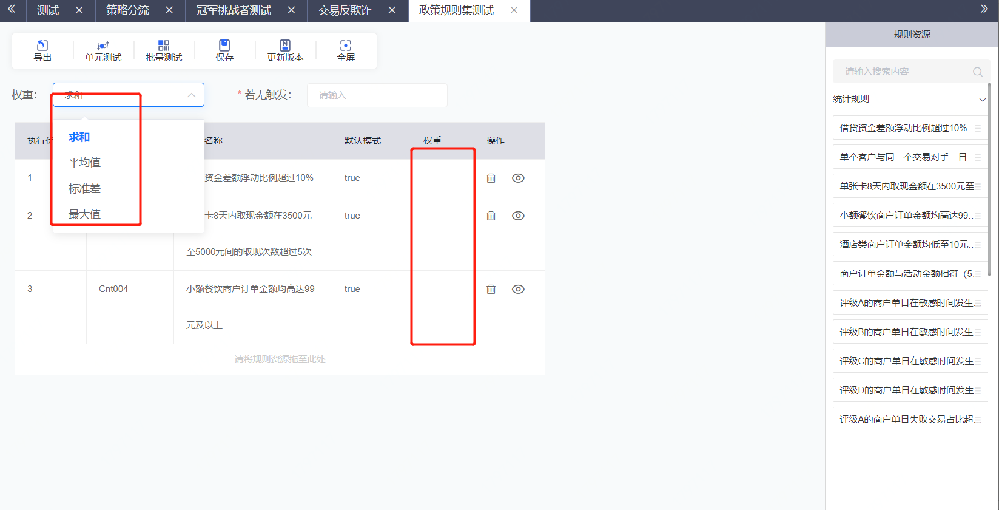 测试
策略分流
冠军挑战者测试
交易反欺诈
政策规则集测试
导出
单元测试
批量测试
保存
更新版本
全屏
权重：
求和
* 若无触发：
请输入
求和
平均值
标准差
最大值
执行优
名称
默认模式
权重
操作
1
资金差额浮动比例超过10%
true
2
卡8天内取现金额在3500元
至5000元间的取现次数超过5次
true
3
Cnt004
小额餐饮商户订单金额均高达99
元及以上
true
请将规则资源拖至此处
规则资源
请输入搜索内容
统计规则
借贷资金差额浮动比例超过10%
单个客户与同一个交易对手一日...
单张卡8天内取现金额在3500元至...
小额餐饮商户订单金额均高达99...
酒店类商户订单金额均低至10元...
商户订单金额与活动金额相符（5...
评级A的商户单日在敏感时间发生...
评级B的商户单日在敏感时间发生...
评级C的商户单日在敏感时间发生...
评级D的商户单日在敏感时间发生...
评级A的商户单日失败交易占比超...